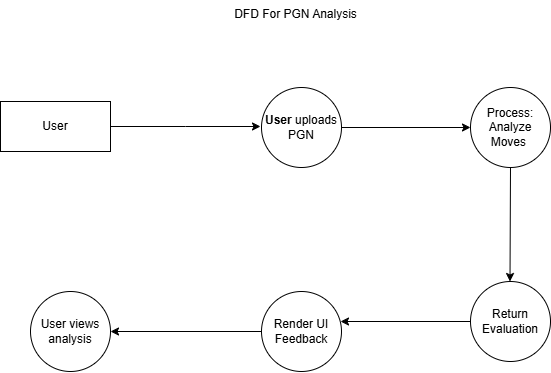 DFD For PGN Analysis
User
User uploads
PGN
Process:
Analyze
Moves
User views
analysis
Render UI
Feedback
Return
Evaluation